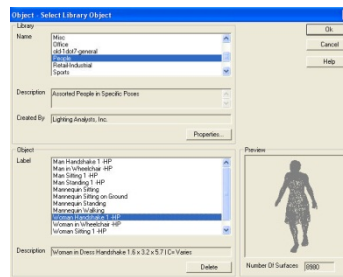 Object - Select Library Object
Library
Name
Misc
Office
old-1dot7-general
People
Retail-Industrial
Sports
Ok
Cancel
Help
Description
Assorted People in Specific Poses
Created By
Lighting Analysts, Inc.
Properties...
Object
Label
Man Handshake 1 -HP
Man in Wheelchair -HP
Man Sitting 1 -HP
Man Standing 1 -HP
Mannequin Sitting
Mannequin Sitting on Ground
Mannequin Standing
Mannequin Walking
Woman Handshake 1 -HP
Woman in Wheelchair -HP
Woman Sitting 1 -HP
Preview
Description
Woman in Dress Handshake 1.6 x 3.2 x 5.7 | C= Varies
Delete
Number Of Surfaces
8980